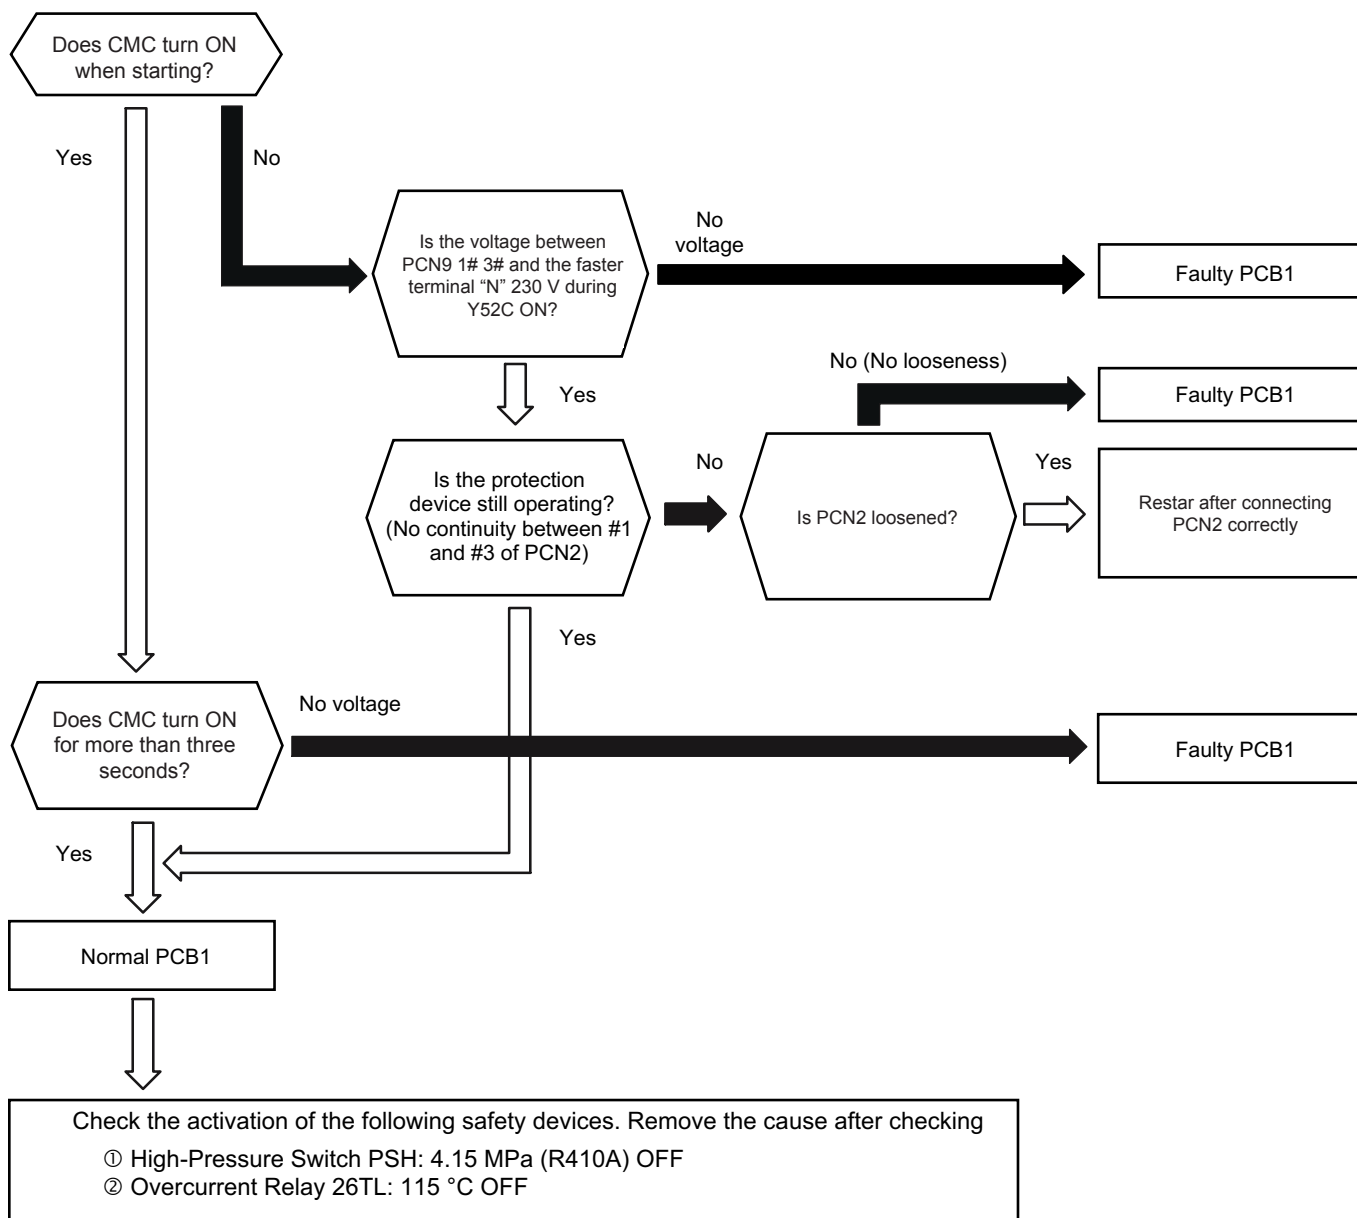 Does CMC turn ON
when starting?
Yes
No
Is the voltage between
PCN9 1# 3# and the faster
terminal “N” 230 V during
Y52C ON?
No
voltage
Faulty PCB1
Yes
No (No looseness)
Faulty PCB1
Is the protection
device still operating?
(No continuity between #1
and #3 of PCN2)
No
Is PCN2 loosened?
Yes
Restar after connecting
PCN2 correctly
Yes
Does CMC turn ON
for more than three
seconds?
No voltage
Faulty PCB1
Yes
Normal PCB1
Check the activation of the following safety devices. Remove the cause after checking
① High-Pressure Switch PSH: 4.15 MPa (R410A) OFF
② Overcurrent Relay 26TL: 115 °C OFF